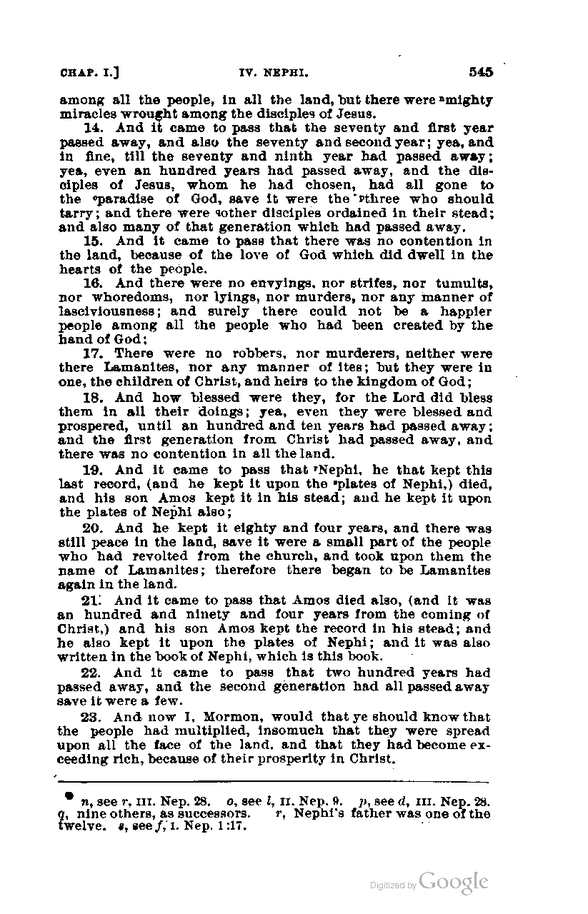 CHAP. I.] IV. NEPHI. 545
among all the people, in all the land, but there were ⁿmighty
miracles wrought among the disciples of Jesus.
14. And it came to pass that the seventy and first year
passed away, and also the seventy and second year; yea, and
in fine, till the seventy and ninth year had passed away;
yea, even an hundred years had passed away, and the dis-
ciples of Jesus, whom he had chosen, had all gone to
the ᵒparadise of God, save it were the ᵖthree who should
tarry; and there were qother disciples ordained in their stead;
and also many of that generation which had passed away.
15. And it came to pass that there was no contention in
the land, because of the love of God which did dwell in the
hearts of the people.
16. And there were no envyings, nor strifes, nor tumults,
nor whoredoms, nor lyings, nor murders, nor any manner of
lasciviousness; and surely there could not be a happier
people among all the people who had been created by the
hand of God;
17. There were no robbers, nor murderers, neither were
there Lamanites, nor any manner of ites; but they were in
one, the children of Christ, and heirs to the kingdom of God;
18. And how blessed were they, for the Lord did bless
them in all their doings; yea, even they were blessed and
prospered, until an hundred and ten years had passed away;
and the first generation from Christ had passed away, and
there was no contention in all the land.
19. And it came to pass that ʳNephi, he that kept this
last record, (and he kept it upon the ˢplates of Nephi,) died,
and his son Amos kept it in his stead; and he kept it upon
the plates of Nephi also;
20. And he kept it eighty and four years, and there was
still peace in the land, save it were a small part of the people
who had revolted from the church, and took upon them the
name of Lamanites; therefore there began to be Lamanites
again in the land.
21. And it came to pass that Amos died also, (and it was
an hundred and ninety and four years from the coming of
Christ,) and his son Amos kept the record in his stead; and
he also kept it upon the plates of Nephi; and it was also
written in the book of Nephi, which is this book.
22. And it came to pass that two hundred years had
passed away, and the second generation had all passed away
save it were a few.
23. And now I, Mormon, would that ye should know that
the people had multiplied, insomuch that they were spread
upon all the face of the land, and that they had become ex-
ceeding rich, because of their prosperity in Christ.
n, see r, III. Nep. 28. o, see l, II. Nep. 9. p, see d, III. Nep. 28.
q, nine others, as successors. r, Nephi's father was one of the
twelve. s, see f, I. Nep. 1:17.
Digitized by Google